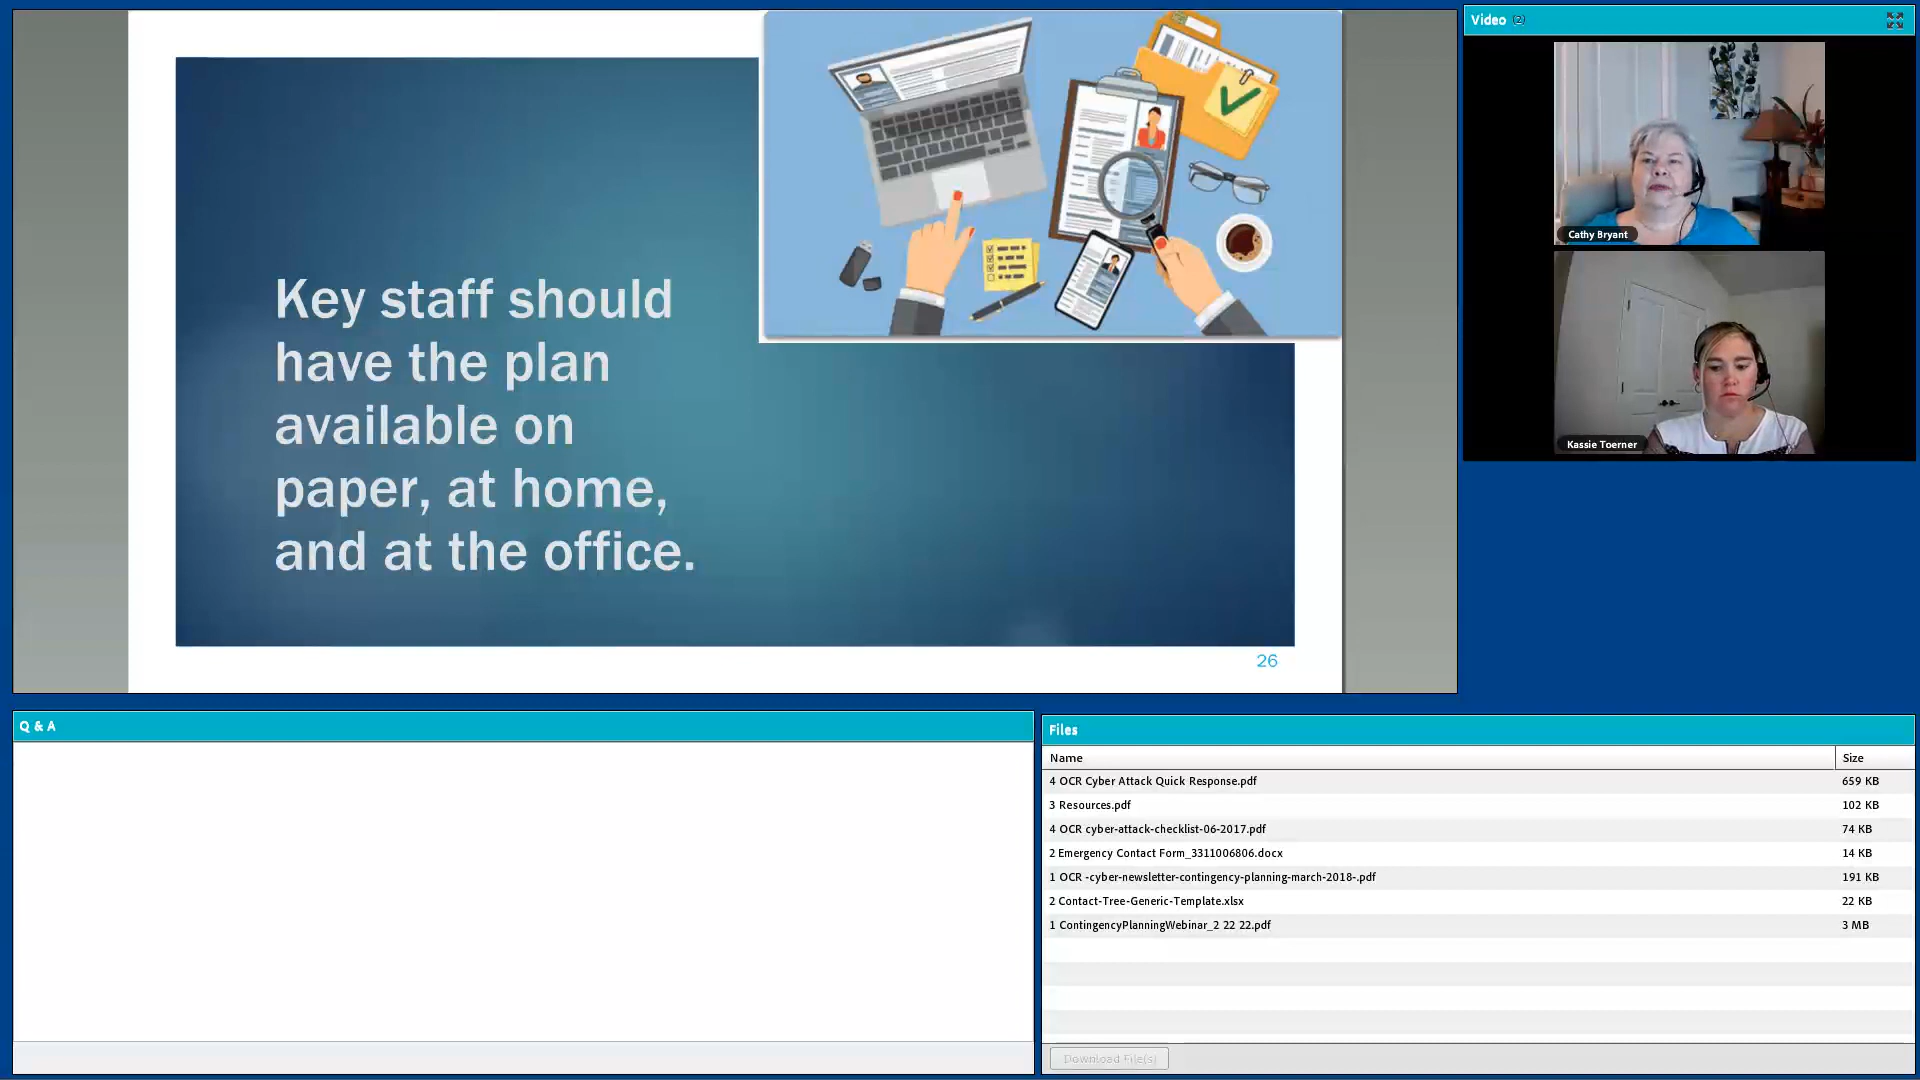 Key staff should
have the plan
available on
paper, at home,
and at the office.
26
Video (2)
Cathy Bryant
Kassie Toerner
Q & A
Files
Name Size
4 OCR Cyber Attack Quick Response.pdf 659 KB
3 Resources.pdf 102 KB
4 OCR cyber-attack-checklist-06-2017.pdf 74 KB
2 Emergency Contact Form_3311006806.docx 14 KB
1 OCR -cyber-newsletter-contingency-planning-march-2018-.pdf 191 KB
2 Contact-Tree-Generic-Template.xlsx 22 KB
1 ContingencyPlanningWebinar_2 22 22.pdf 3 MB
Download File(s)